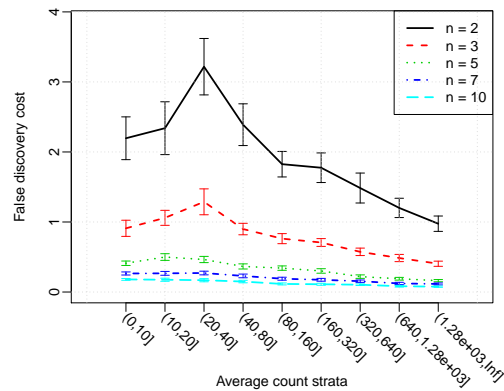 n = 2
n = 3
n = 5
n = 7
n = 10
False discovery cost
4
3
2
1
0
(0,10]
(10,20]
(20,40]
(40,80]
(80,160]
(160,320]
(320,640]
(640,1.28e+03]
(1.28e+03,Inf]
Average count strata